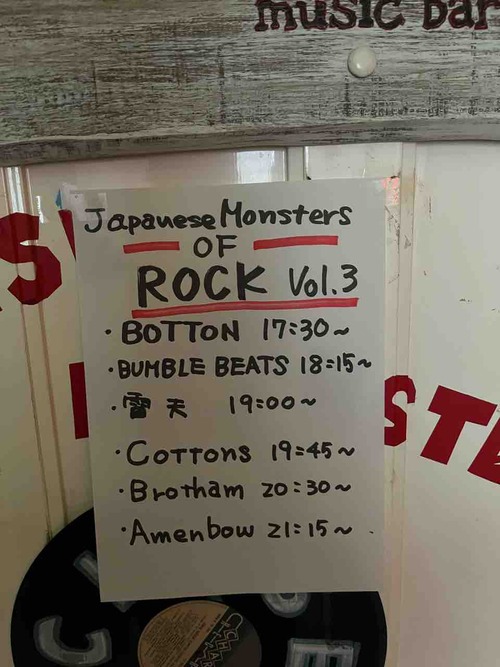 music bar
Japanese Monsters
OF
ROCK Vol.3
・BOTTON 17:30~
・BUMBLE BEATS 18:15~
・雷天 19:00~
・Cottons 19:45~
・Brotham 20:30~
・Amenbow 21:15~